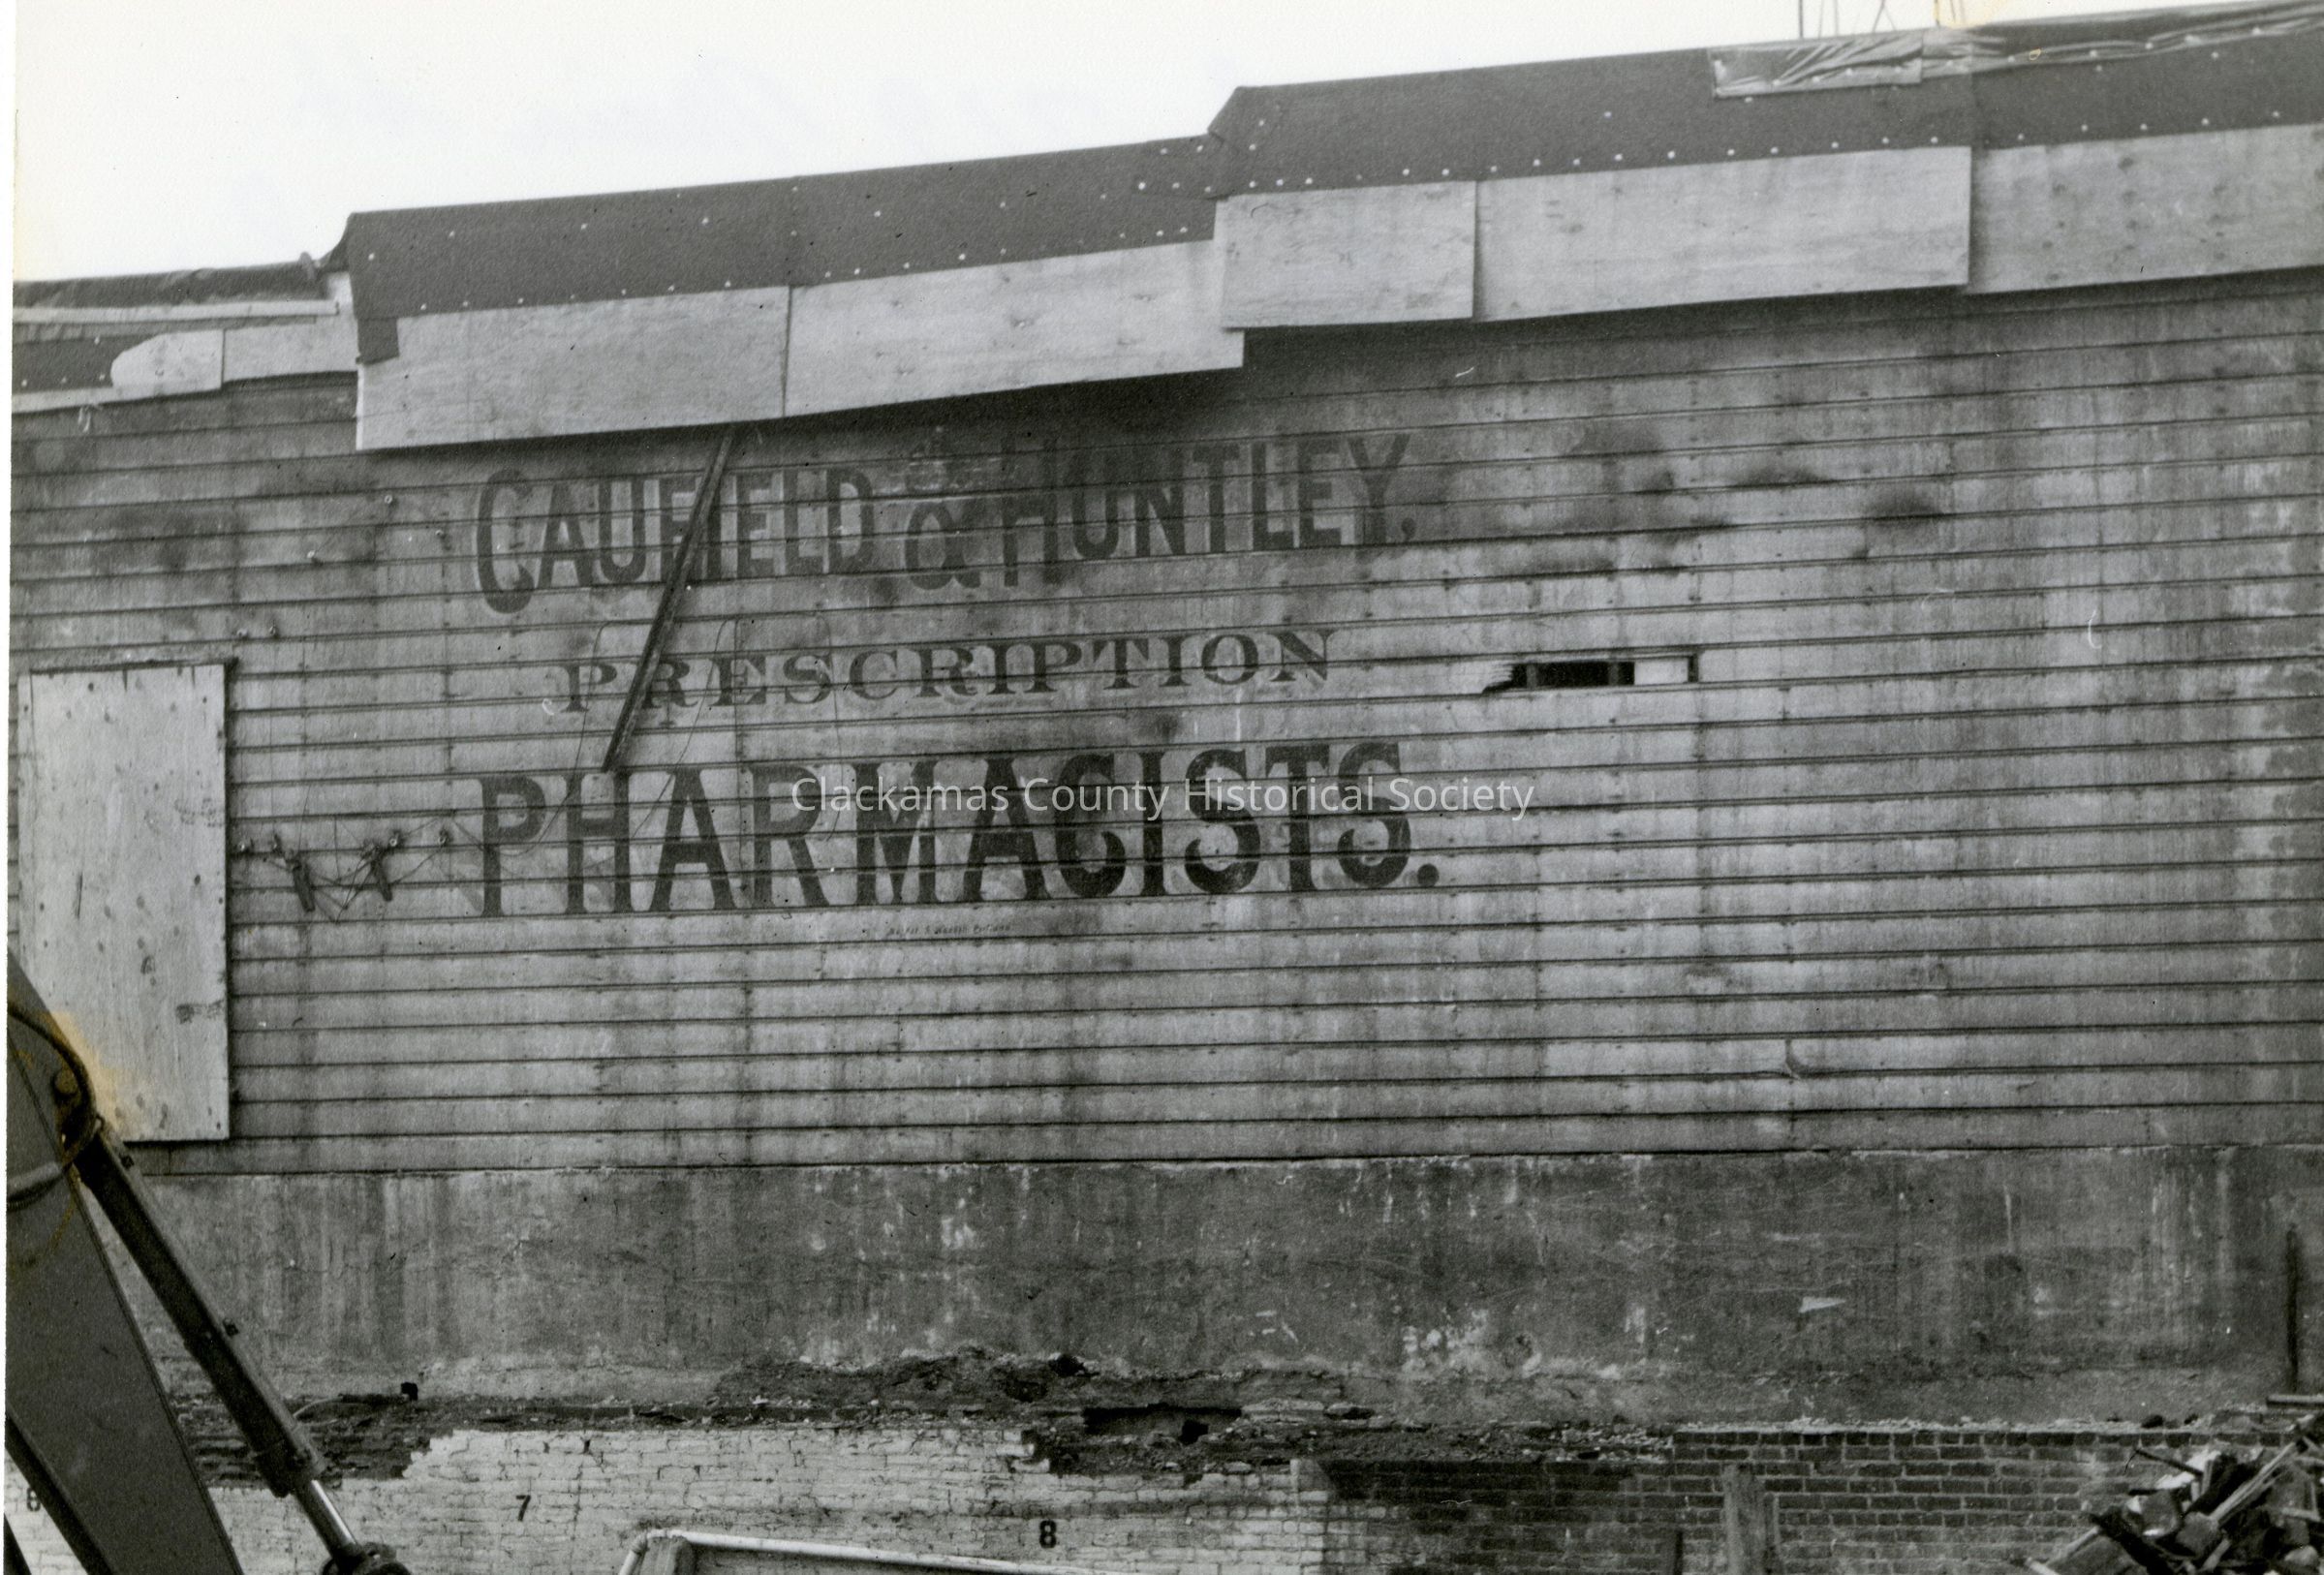 CAUFIELD & HUNTLEY,
PRESCRIPTION
PHARMACISTS.
Clackamas County Historical Society
7
8